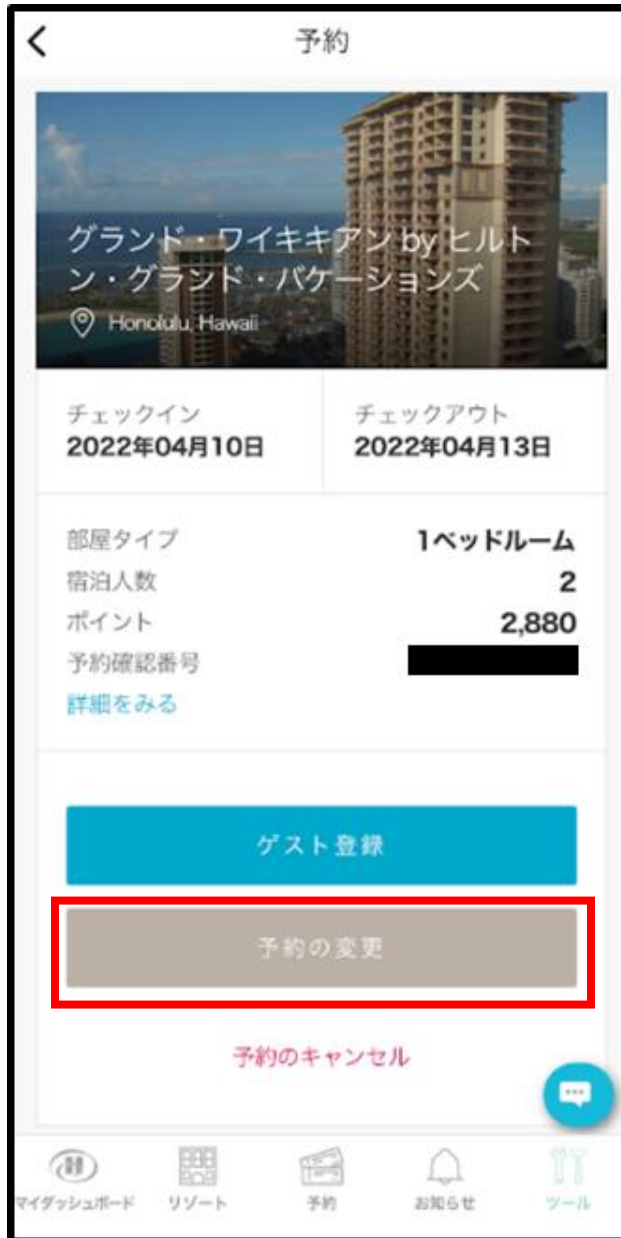 予約
グランド・ワイキキアン by ヒルト
ン・グランド・バケーションズ
Honolulu, Hawaii
チェックイン
2022年04月10日
チェックアウト
2022年04月13日
部屋タイプ 1ベッドルーム
宿泊人数 2
ポイント 2,880
予約確認番号
詳細をみる
ゲスト登録
予約の変更
予約のキャンセル
マイダッシュボード リゾート 予約 お知らせ ツール